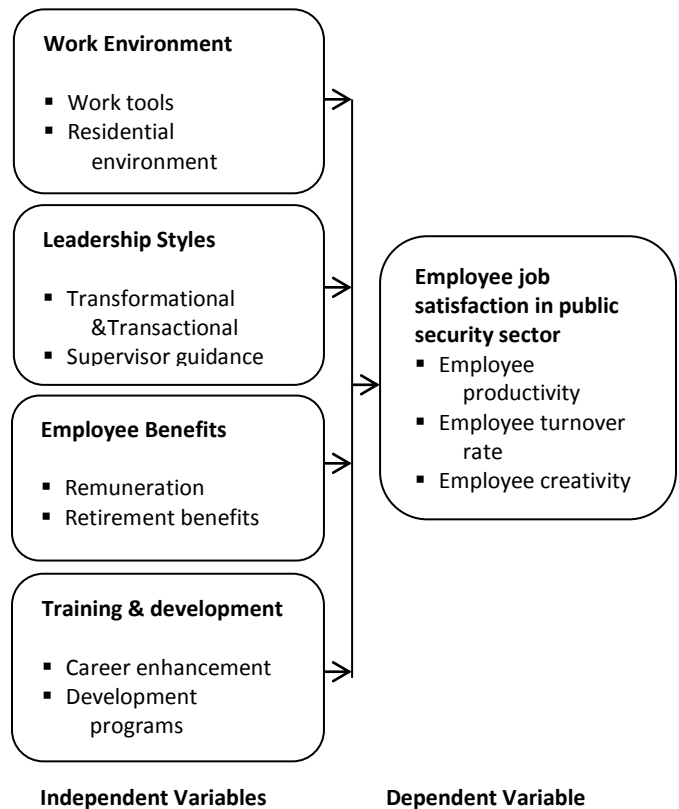 Work Environment
▪ Work tools
▪ Residential
environment
Leadership Styles
▪ Transformational
&Transactional
▪ Supervisor guidance
Employee Benefits
▪ Remuneration
▪ Retirement benefits
Training & development
▪ Career enhancement
▪ Development
programs
Independent Variables
Employee job
satisfaction in public
security sector
▪ Employee
productivity
▪ Employee turnover
rate
▪ Employee creativity
Dependent Variable